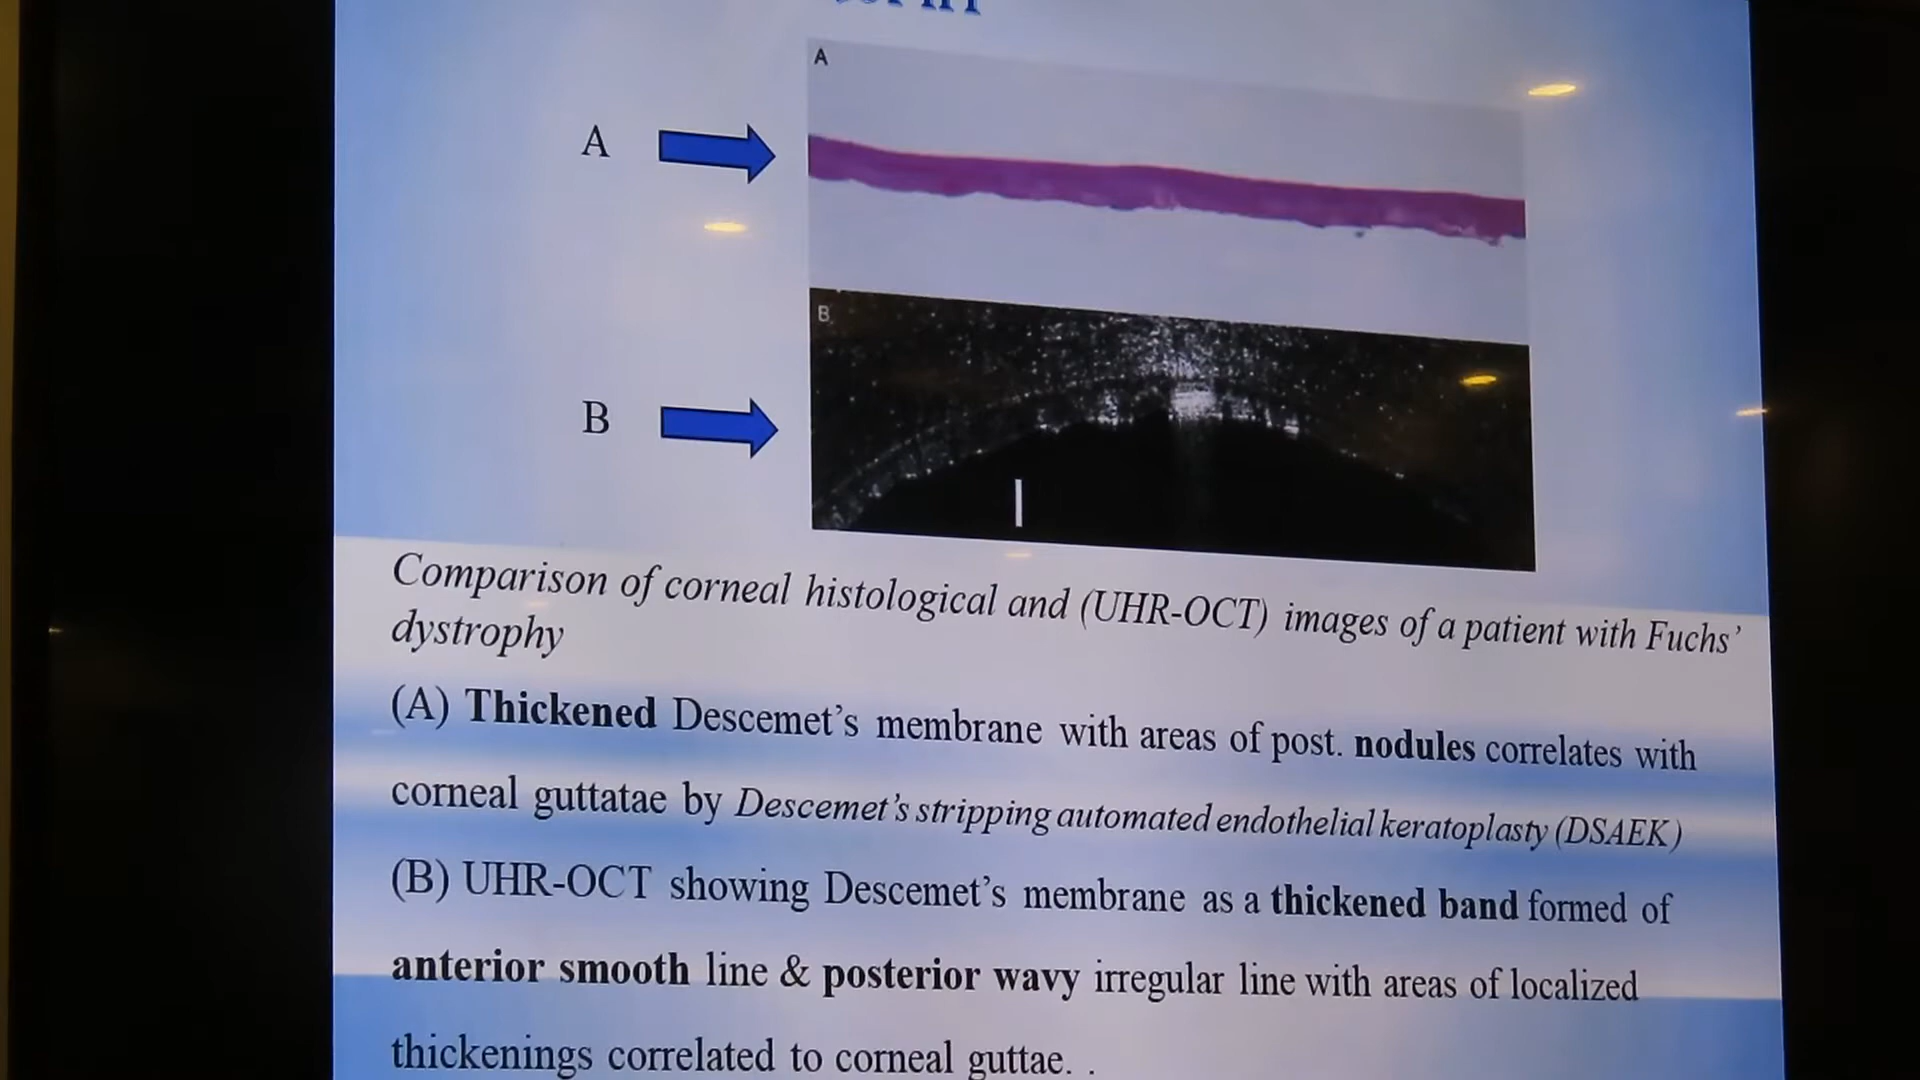 A
A
B
B
Comparison of corneal histological and (UHR-OCT) images of a patient with Fuchs’
dystrophy
(A) Thickened Descemet’s membrane with areas of post. nodules correlates with
corneal guttatae by Descemet’s stripping automated endothelial keratoplasty (DSAEK)
(B) UHR-OCT showing Descemet’s membrane as a thickened band formed of
anterior smooth line & posterior wavy irregular line with areas of localized
thickenings correlated to corneal guttae. .